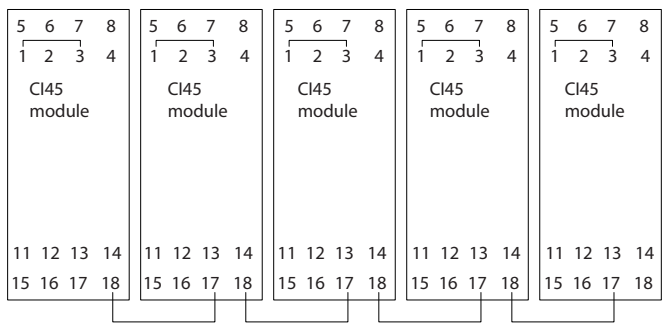 5 6 7 8 5 6 7 8 5 6 7 8 5 6 7 8 5 6 7 8
1 2 3 4 1 2 3 4 1 2 3 4 1 2 3 4 1 2 3 4
CI45 CI45 CI45 CI45 CI45
module module module module module
11 12 13 14 11 12 13 14 11 12 13 14 11 12 13 14 11 12 13 14
15 16 17 18 15 16 17 18 15 16 17 18 15 16 17 18 15 16 17 18